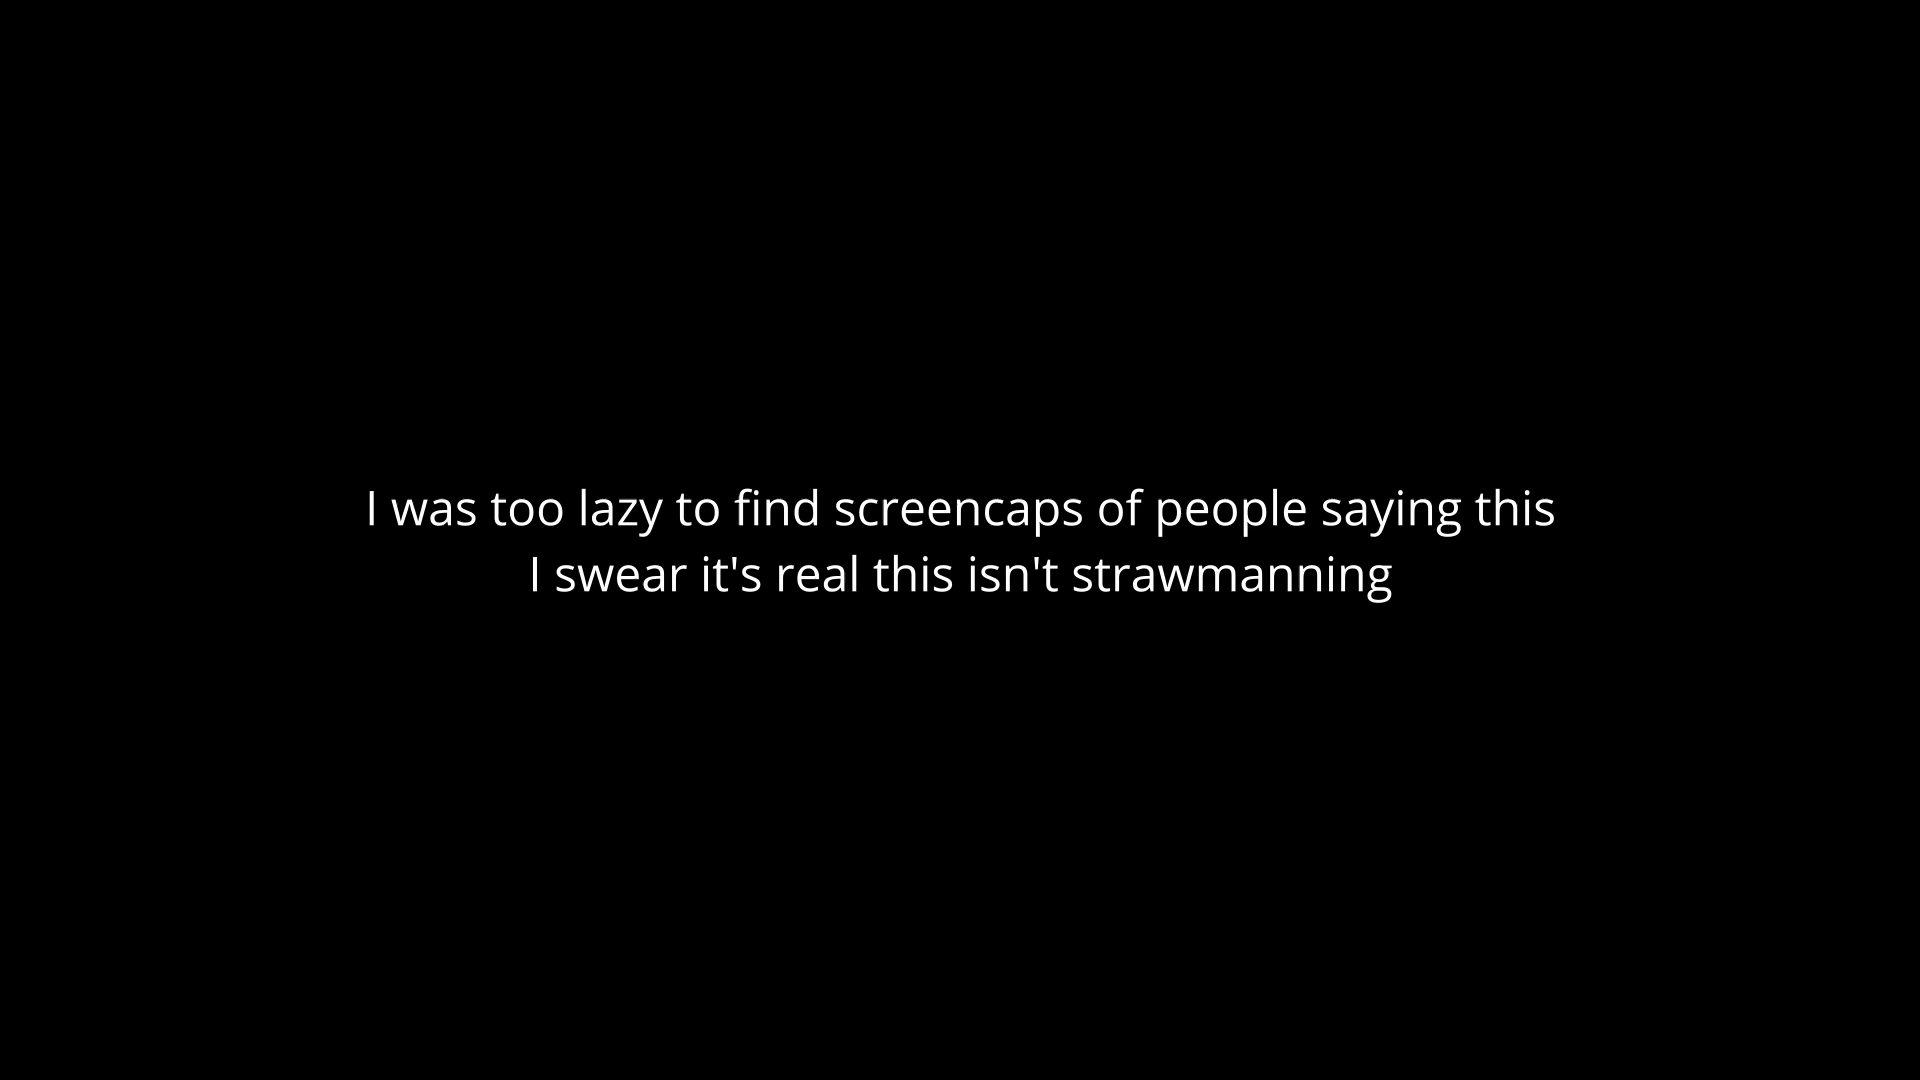 I was too lazy to find screencaps of people saying this
I swear it's real this isn't strawmanning